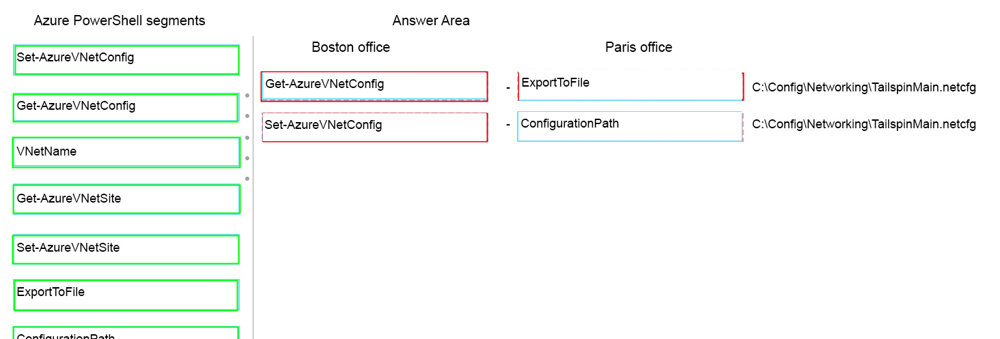 Azure PowerShell segments
Answer Area
Boston office
Paris office
Set-AzureVNetConfig
Get-AzureVNetConfig
VNetName
Get-AzureVNetSite
Set-AzureVNetSite
ExportToFile
ConfigurationPath
Get-AzureVNetConfig - ExportToFile C:\Config\Networking\TailspinMain.netcfg
Set-AzureVNetConfig - ConfigurationPath C:\Config\Networking\TailspinMain.netcfg